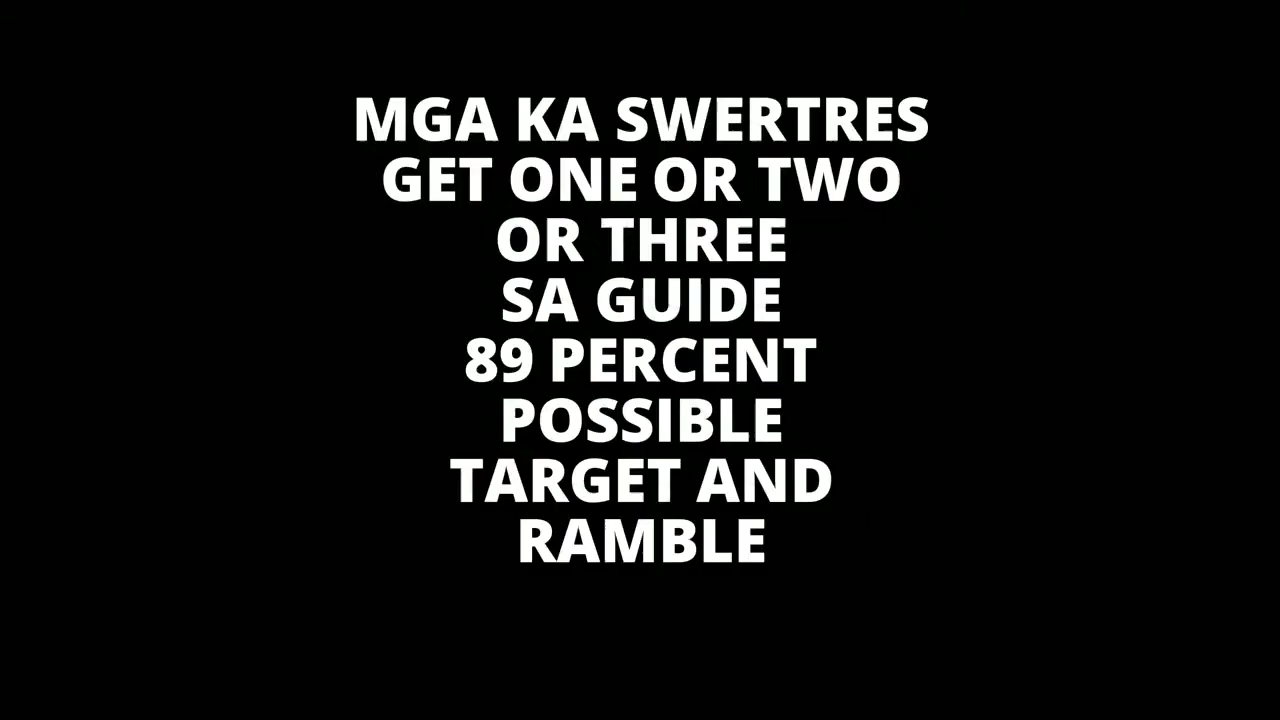 MGA KA SWERTRES
GET ONE OR TWO
OR THREE
SA GUIDE
89 PERCENT
POSSIBLE
TARGET AND
RAMBLE